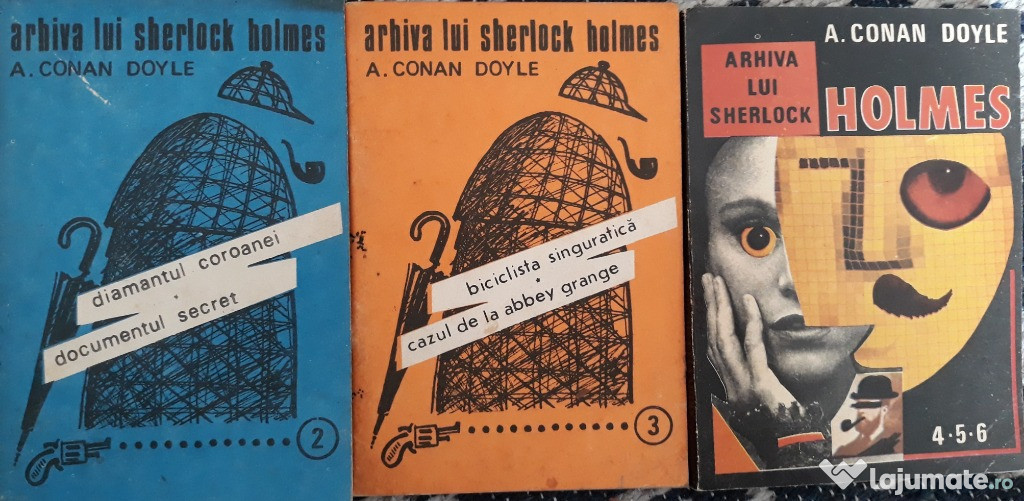 arhiva lui sherlock holmes
A. CONAN DOYLE
diamantul coroanei
documentul secret
2
arhiva lui sherlock holmes
A. CONAN DOYLE
biciclista singuratică
cazul de la abbey grange
3
A. CONAN DOYLE
ARHIVA
LUI
SHERLOCK
HOLMES
4·5·6
lajumate.ro